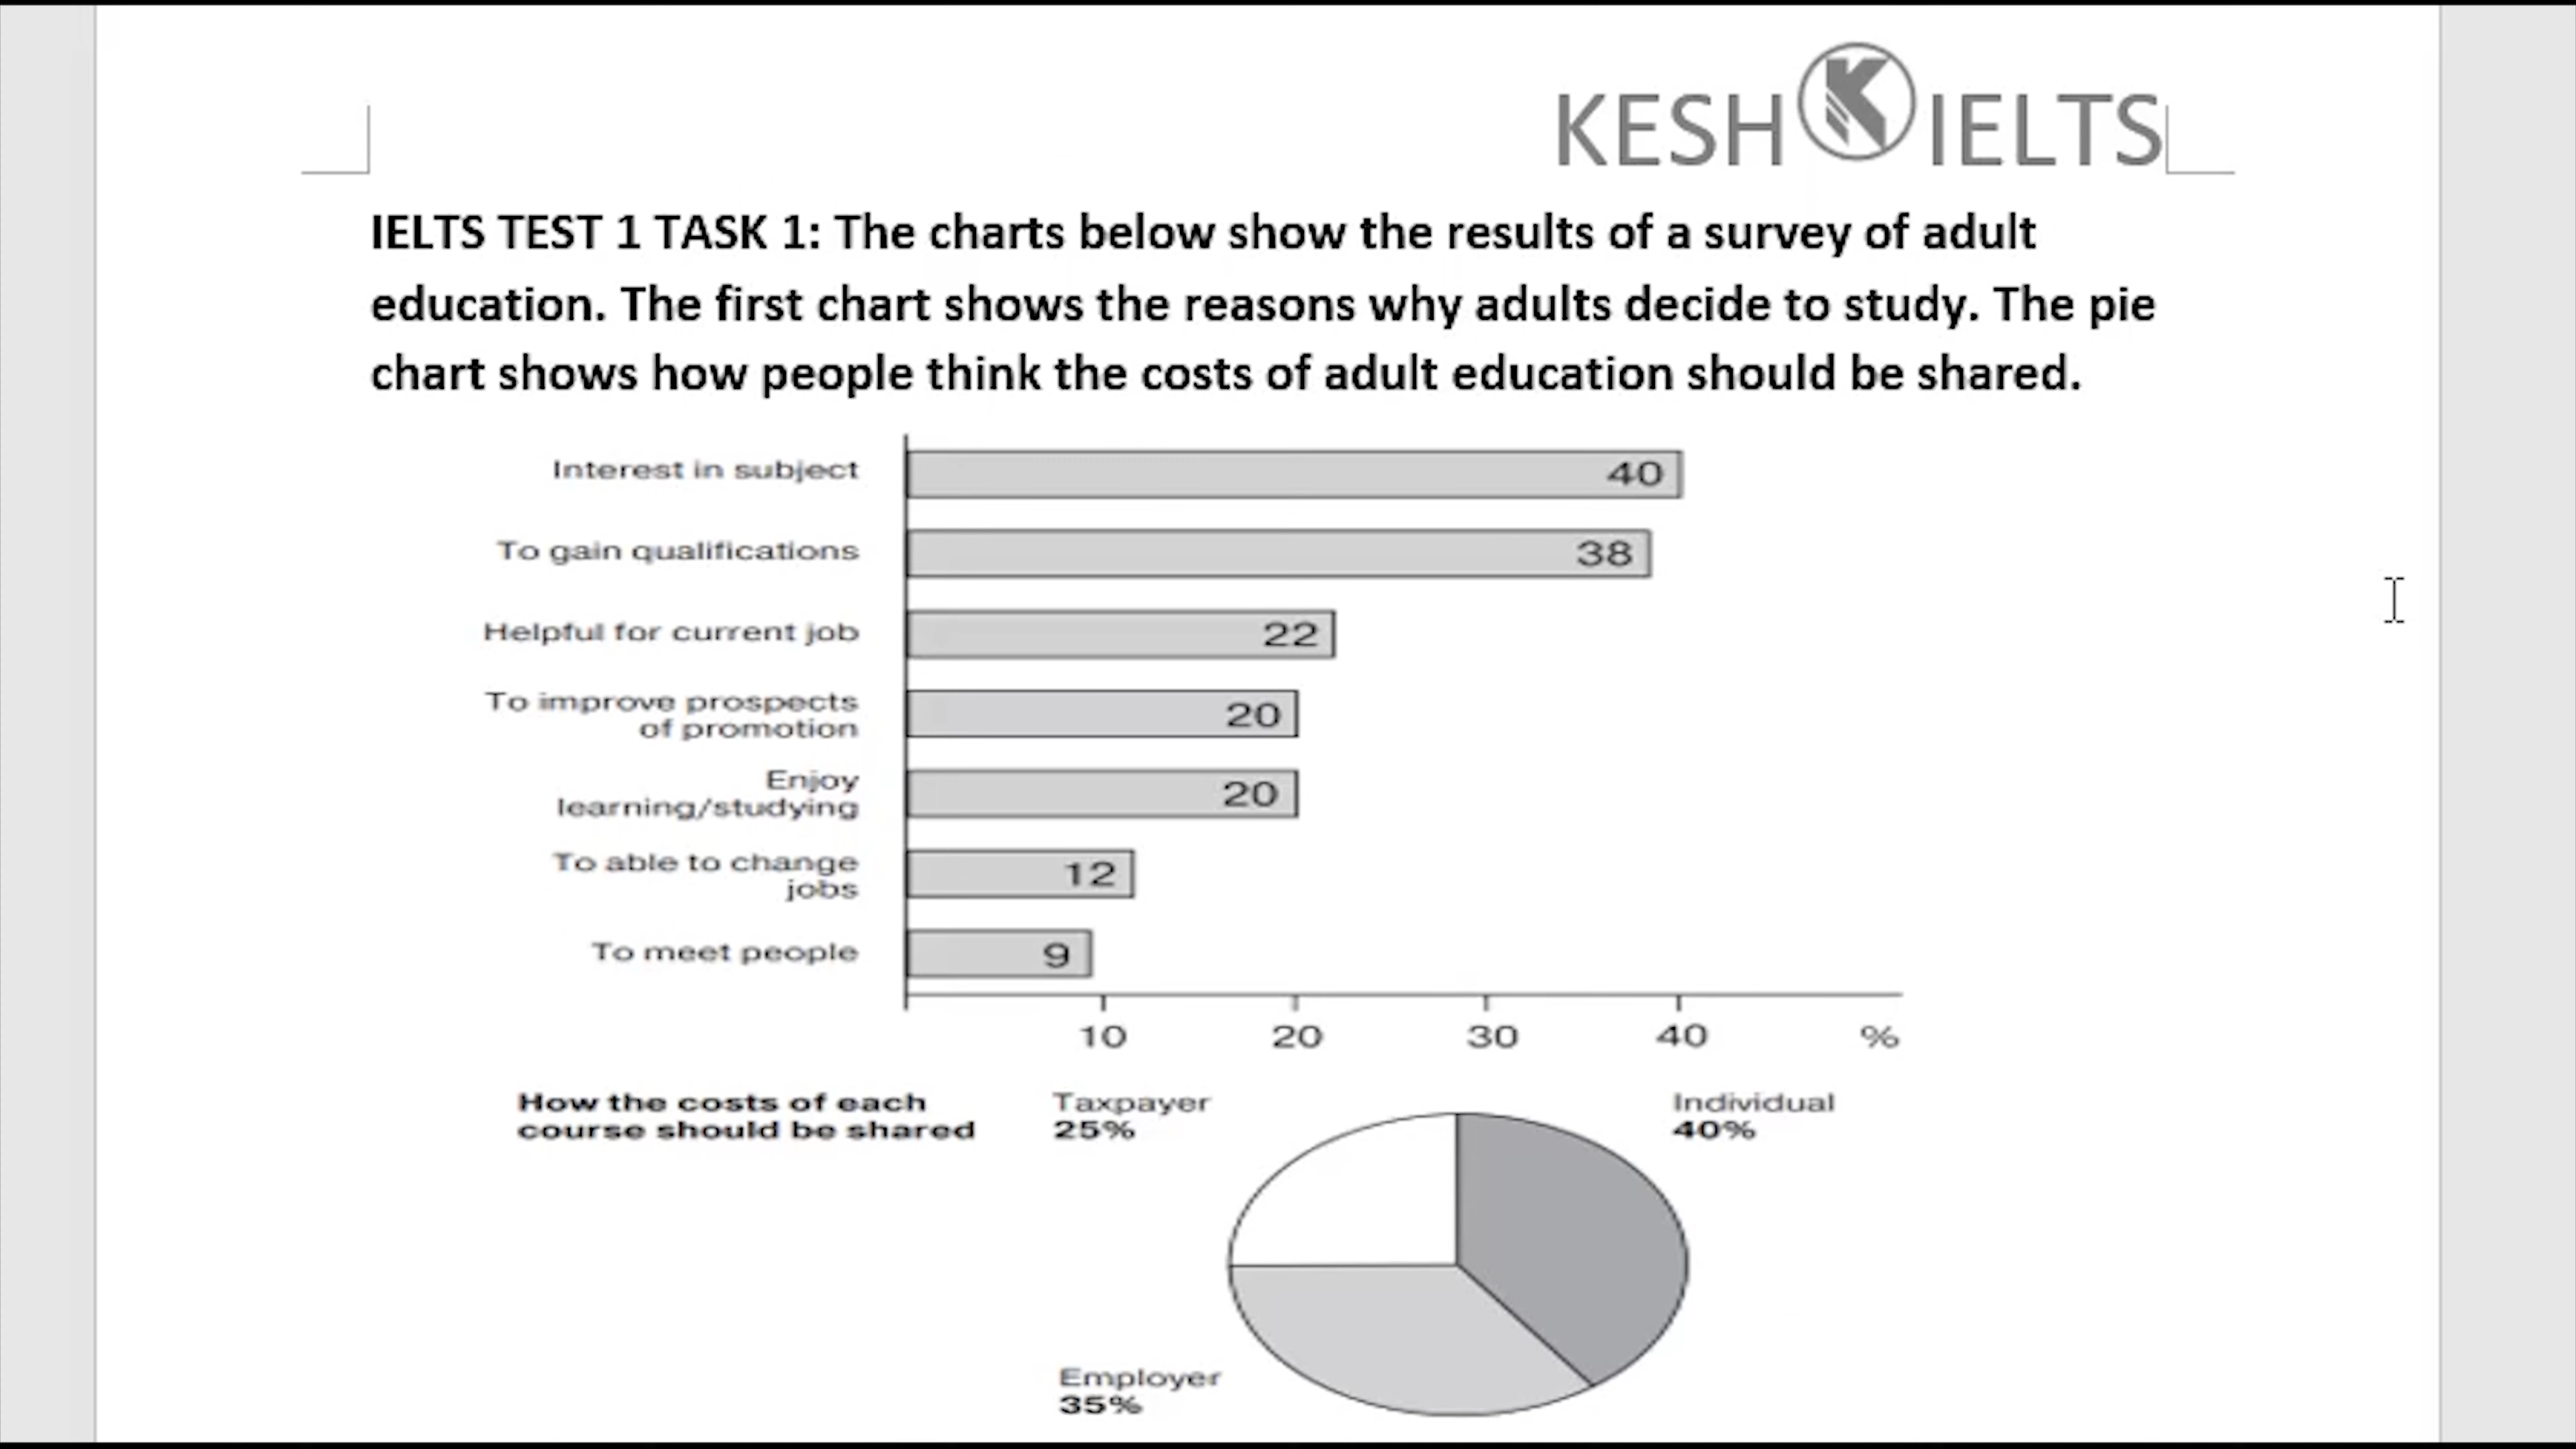 KESH K IELTS
IELTS TEST 1 TASK 1: The charts below show the results of a survey of adult
education. The first chart shows the reasons why adults decide to study. The pie
chart shows how people think the costs of adult education should be shared.
Interest in subject 40
To gain qualifications 38
Helpful for current job 22
To improve prospects
of promotion 20
Enjoy
learning/studying 20
To able to change
jobs 12
To meet people 9
10 20 30 40 %
How the costs of each
course should be shared
Taxpayer
25%
Individual
40%
Employer
35%